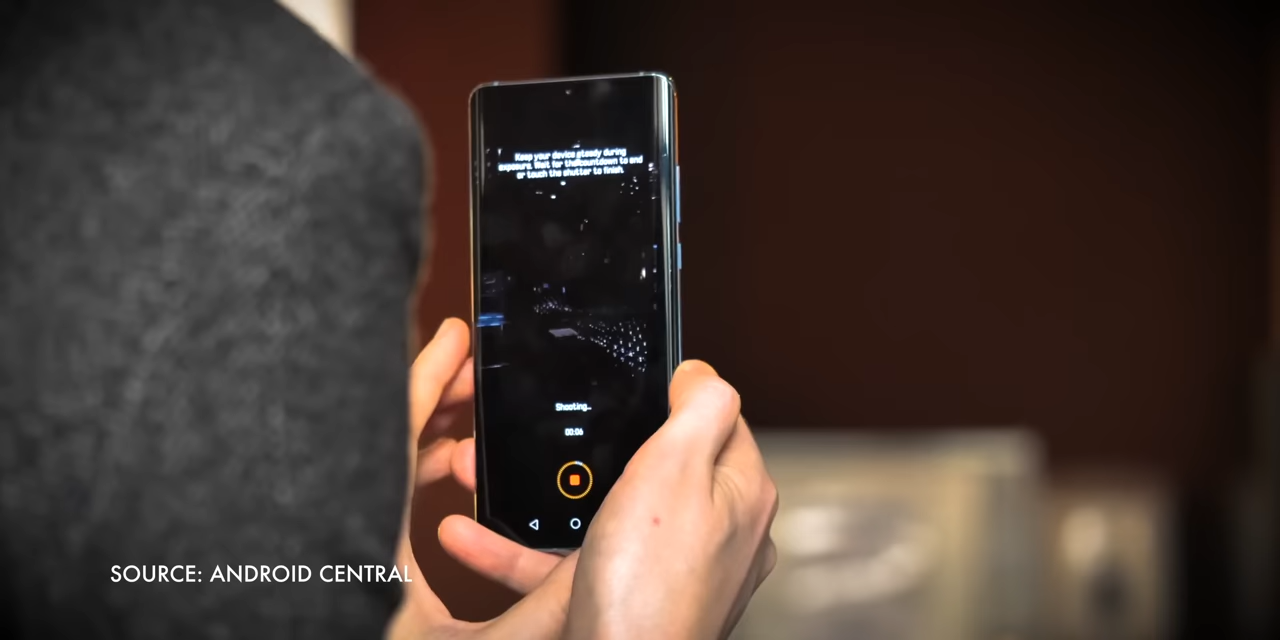 Keep your device steady during
exposure. Wait for the countdown to end
or touch the shutter to finish.
Shooting...
00:06
SOURCE: ANDROID CENTRAL